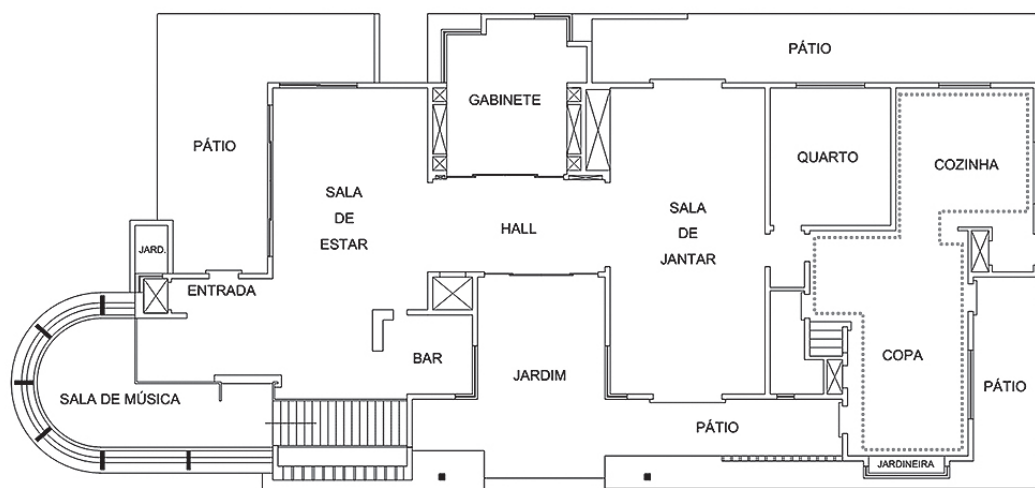 PÁTIO
GABINETE
PÁTIO
QUARTO
COZINHA
SALA
DE
ESTAR
HALL
SALA
DE
JANTAR
JARD.
ENTRADA
BAR
JARDIM
COPA
PÁTIO
SALA DE MÚSICA
PÁTIO
JARDINEIRA